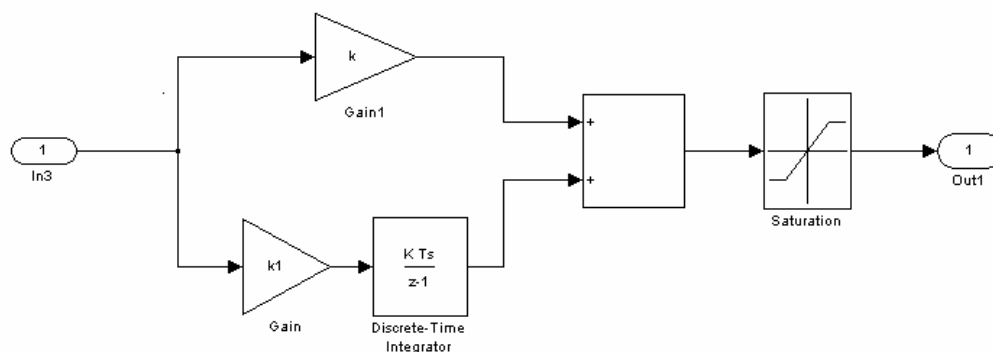 k
Gain1
1
In3
+
+
1
Out1
Saturation
k1
Gain
K Ts
z-1
Discrete-Time
Integrator